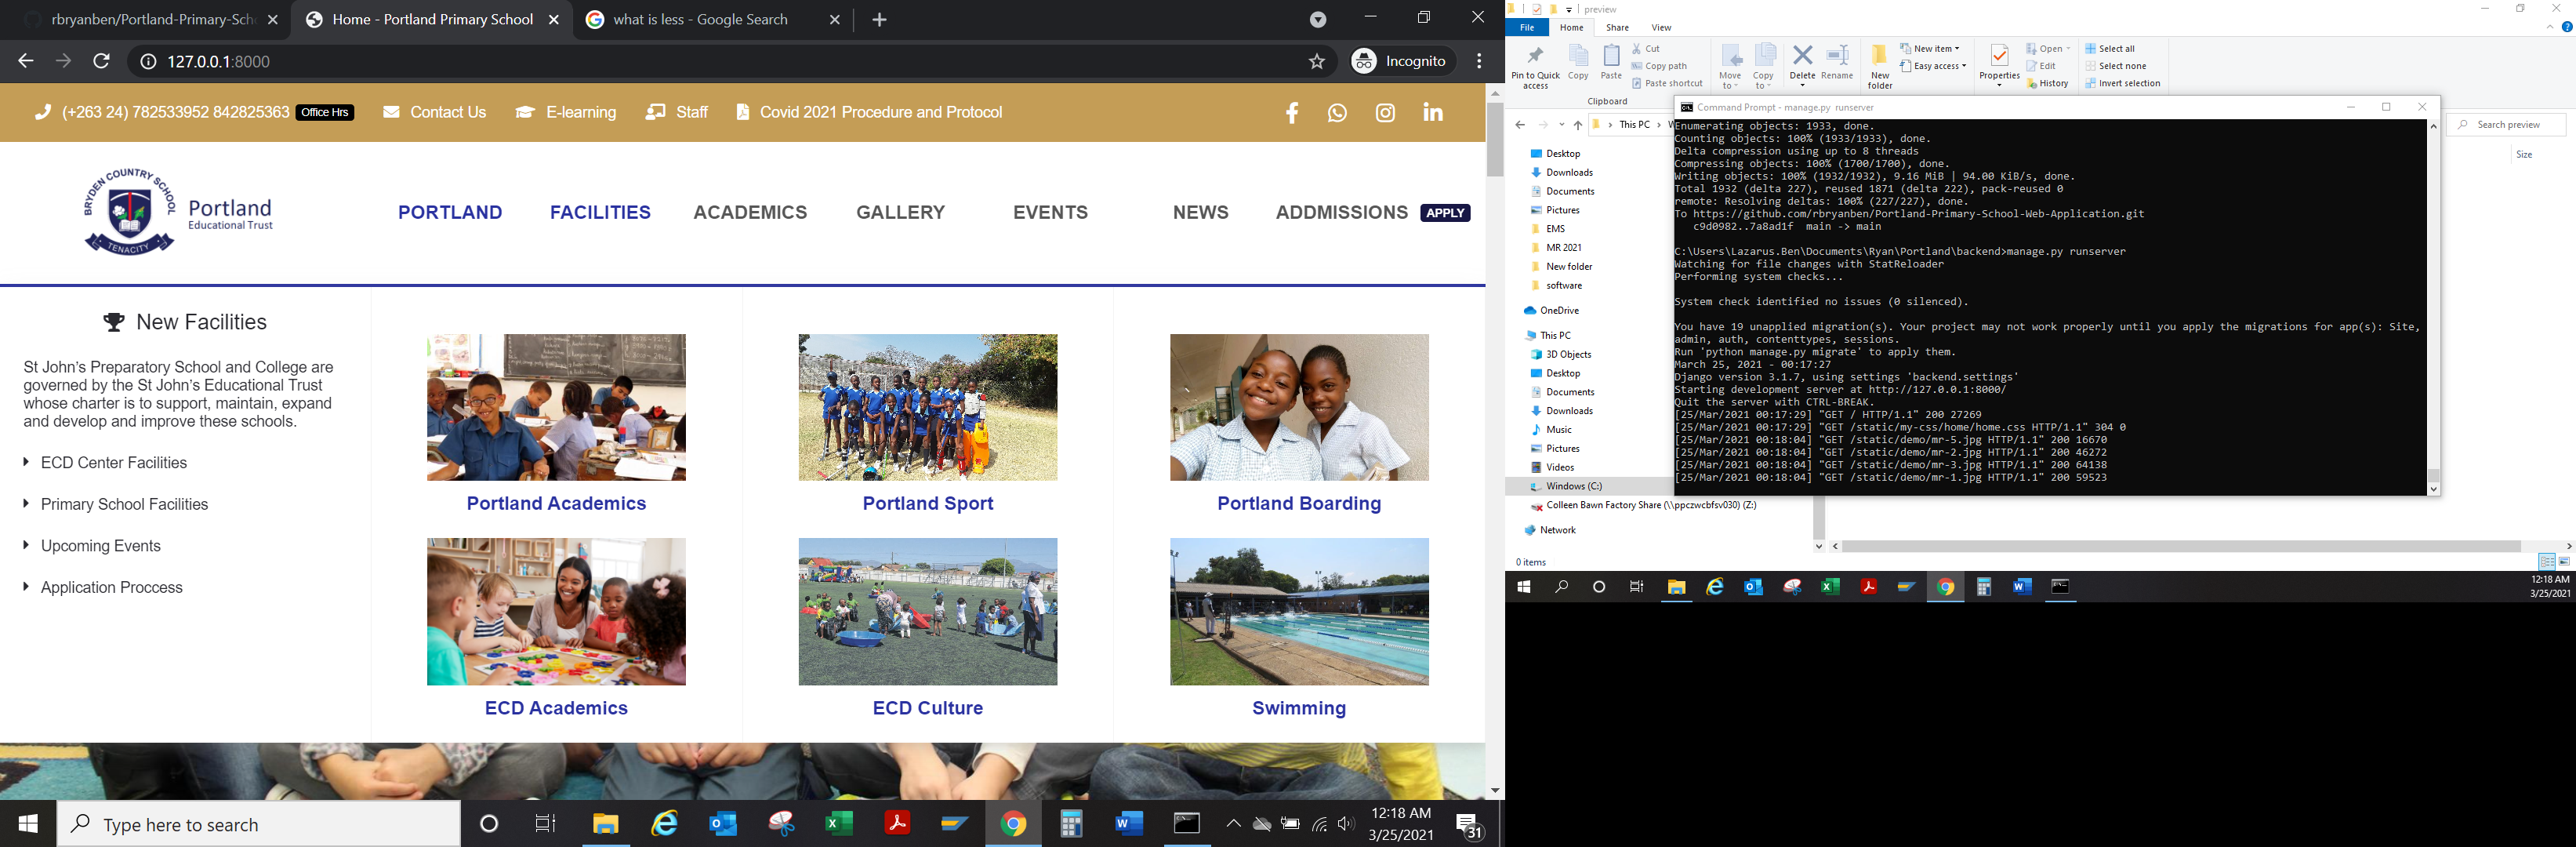 rbryanben/Portland-Primary-Sch
Home - Portland Primary School
what is less - Google Search
127.0.0.1:8000
Incognito
(+263 24) 782533952 842825363 Office Hrs
Contact Us
E-learning
Staff
Covid 2021 Procedure and Protocol
BRYDEN COUNTRY SCHOOL
TENACITY
Portland
Educational Trust
PORTLAND
FACILITIES
ACADEMICS
GALLERY
EVENTS
NEWS
ADDMISSIONS APPLY
New Facilities
St John's Preparatory School and College are
governed by the St John's Educational Trust
whose charter is to support, maintain, expand
and develop and improve these schools.
ECD Center Facilities
Primary School Facilities
Upcoming Events
Application Proccess
Portland Academics
Portland Sport
Portland Boarding
ECD Academics
ECD Culture
Swimming
Type here to search
12:18 AM
3/25/2021
31
preview
File
Home
Share
View
Pin to Quick
access
Copy
Paste
Cut
Copy path
Paste shortcut
Clipboard
Move
to
Copy
to
Delete
Rename
New
folder
New item
Easy access
Properties
Open
Edit
History
Select all
Select none
Invert selection
This PC
Search preview
Size
Desktop
Downloads
Documents
Pictures
EMS
MR 2021
New folder
software
OneDrive
This PC
3D Objects
Desktop
Documents
Downloads
Music
Pictures
Videos
Windows (C:)
Colleen Bawn Factory Share (\\ppczwcbfsv030) (Z:)
Network
0 items
Command Prompt - manage.py runserver
Enumerating objects: 1933, done.
Counting objects: 100% (1933/1933), done.
Delta compression using up to 8 threads
Compressing objects: 100% (1700/1700), done.
Writing objects: 100% (1932/1932), 9.16 MiB | 94.00 KiB/s, done.
Total 1932 (delta 227), reused 1871 (delta 222), pack-reused 0
remote: Resolving deltas: 100% (227/227), done.
To https://github.com/rbryanben/Portland-Primary-School-Web-Application.git
c9d0982..7a8ad1f main -> main
C:\Users\Lazarus.Ben\Documents\Ryan\Portland\backend>manage.py runserver
Watching for file changes with StatReloader
Performing system checks...
System check identified no issues (0 silenced).
You have 19 unapplied migration(s). Your project may not work properly until you apply the migrations for app(s): Site,
admin, auth, contenttypes, sessions.
Run 'python manage.py migrate' to apply them.
March 25, 2021 - 00:17:27
Django version 3.1.7, using settings 'backend.settings'
Starting development server at http://127.0.0.1:8000/
Quit the server with CTRL-BREAK.
[25/Mar/2021 00:17:29] "GET / HTTP/1.1" 200 27269
[25/Mar/2021 00:17:29] "GET /static/my-css/home/home.css HTTP/1.1" 304 0
[25/Mar/2021 00:18:04] "GET /static/demo/mr-5.jpg HTTP/1.1" 200 16670
[25/Mar/2021 00:18:04] "GET /static/demo/mr-2.jpg HTTP/1.1" 200 46272
[25/Mar/2021 00:18:04] "GET /static/demo/mr-3.jpg HTTP/1.1" 200 64138
[25/Mar/2021 00:18:04] "GET /static/demo/mr-1.jpg HTTP/1.1" 200 59523
12:18 AM
3/25/2021